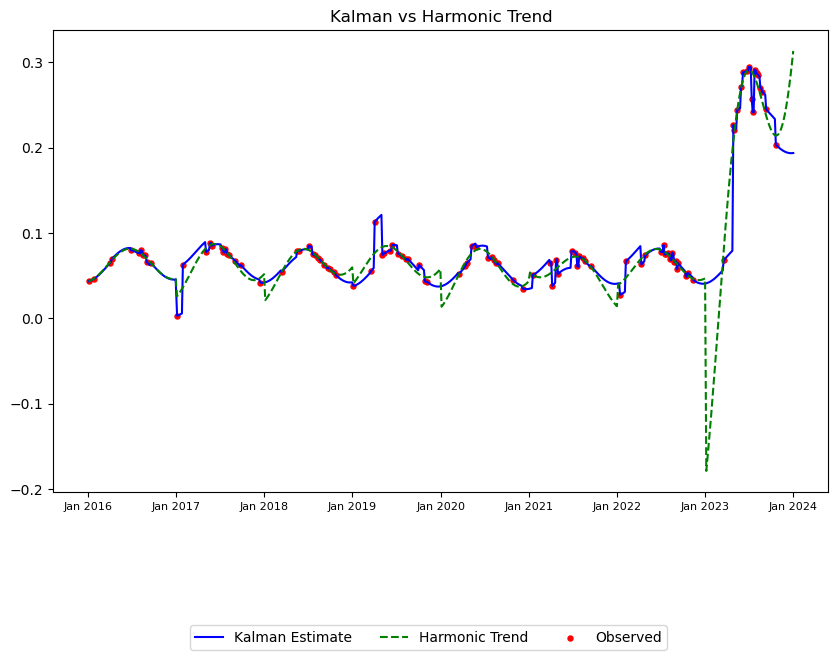 Kalman vs Harmonic Trend
0.3
0.2
0.1
0.0
−0.1
−0.2
Jan 2016 Jan 2017 Jan 2018 Jan 2019 Jan 2020 Jan 2021 Jan 2022 Jan 2023 Jan 2024
Kalman Estimate Harmonic Trend Observed